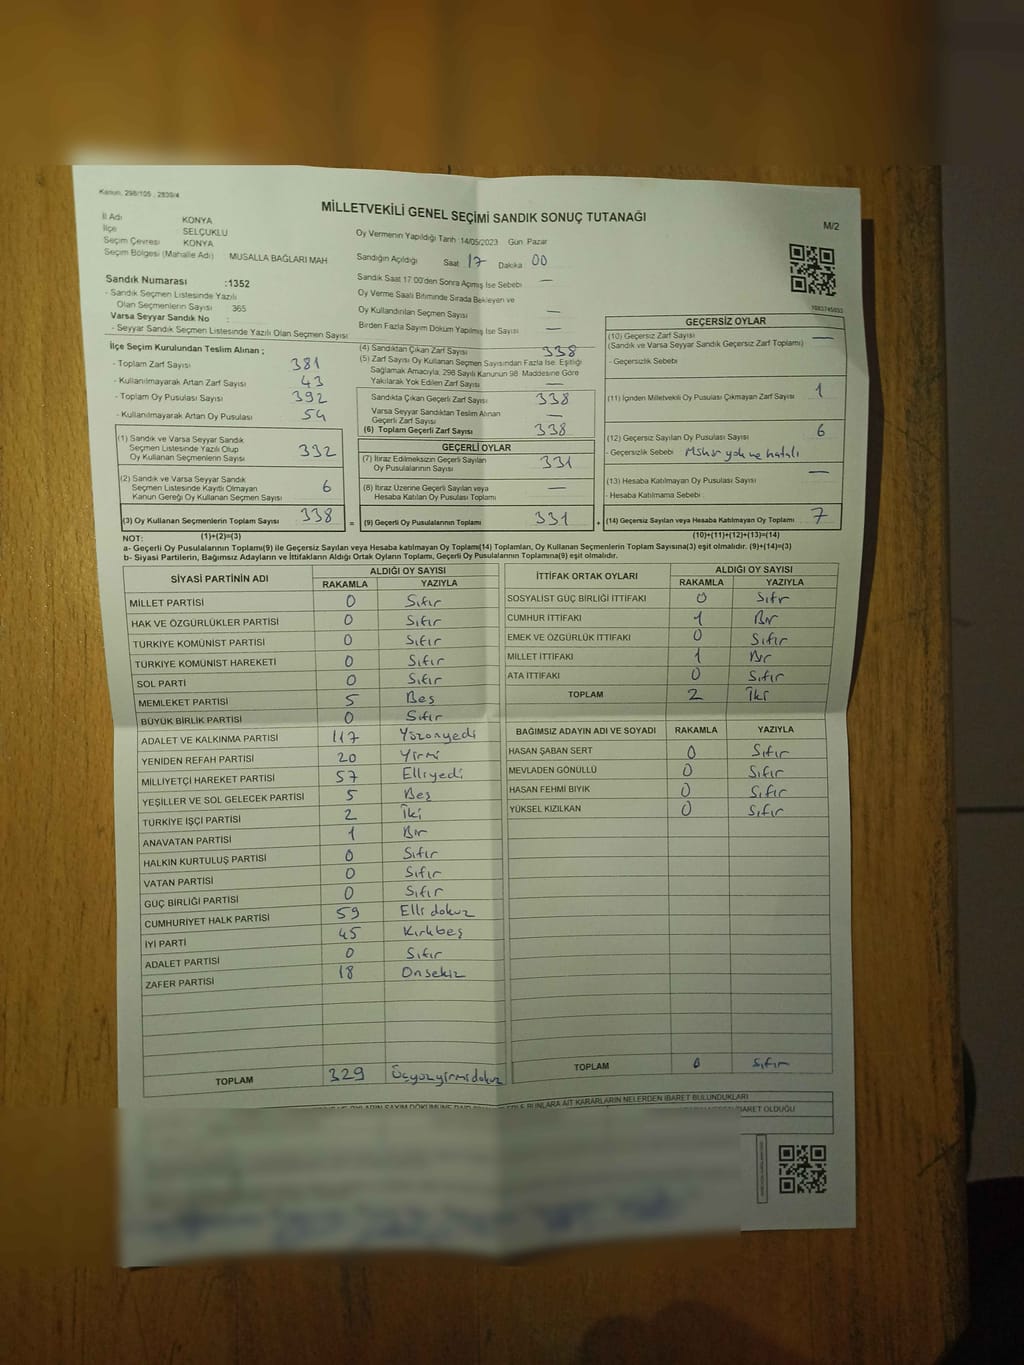 Kanun, 298/105 , 2839/4
MİLLETVEKİLİ GENEL SEÇİMİ SANDIK SONUÇ TUTANAĞI
M/2
İl Adı KONYA
İlçe SELÇUKLU
Seçim Çevresi KONYA
Seçim Bölgesi (Mahalle Adı) MUSALLA BAĞLARI MAH
Oy Vermenin Yapıldığı Tarih :14/05/2023 Gün Pazar
Sandığın Açıldığı Saat 17 Dakika 00
Sandık Saat 17:00'den Sonra Açılmış İse Sebebi —
Oy Verme Saati Bitiminde Sırada Bekleyen ve
Oy Kullandırılan Seçmen Sayısı —
Birden Fazla Sayım Döküm Yapılmış İse Sayısı —
Sandık Numarası :1352
- Sandık Seçmen Listesinde Yazılı
Olan Seçmenlerin Sayısı 365
Varsa Seyyar Sandık No :
- Seyyar Sandık Seçmen Listesinde Yazılı Olan Seçmen Sayısı
İlçe Seçim Kurulundan Teslim Alınan ;
- Toplam Zarf Sayısı 381
- Kullanılmayarak Artan Zarf Sayısı 43
- Toplam Oy Pusulası Sayısı 392
- Kullanılmayarak Artan Oy Pusulası 54
(1) Sandık ve Varsa Seyyar Sandık
Seçmen Listesinde Yazılı Olup
Oy Kullanan Seçmenlerin Sayısı 332
(2) Sandık ve Varsa Seyyar Sandık
Seçmen Listesinde Kayıtlı Olmayan
Kanun Gereği Oy Kullanan Seçmen Sayısı 6
(3) Oy Kullanan Seçmenlerin Toplam Sayısı 338
(4) Sandıktan Çıkan Zarf Sayısı 338
(5) Zarf Sayısı Oy Kullanan Seçmen Sayısından Fazla İse, Eşitliği
Sağlamak Amacıyla; 298 Sayılı Kanunun 98. Maddesine Göre
Yakılarak Yok Edilen Zarf Sayısı —
Sandıkta Çıkan Geçerli Zarf Sayısı 338
Varsa Seyyar Sandıktan Teslim Alınan
Geçerli Zarf Sayısı —
(6) Toplam Geçerli Zarf Sayısı 338
GEÇERLİ OYLAR
(7) İtiraz Edilmeksizin Geçerli Sayılan
Oy Pusulalarının Sayısı 331
(8) İtiraz Üzerine Geçerli Sayılan veya
Hesaba Katılan Oy Pusulası Toplamı —
= (9) Geçerli Oy Pusulalarının Toplamı 331 +
GEÇERSİZ OYLAR
(10) Geçersiz Zarf Sayısı —
(Sandık ve Varsa Seyyar Sandık Geçersiz Zarf Toplamı)
- Geçersizlik Sebebi
(11) İçinden Milletvekili Oy Pusulası Çıkmayan Zarf Sayısı 1
(12) Geçersiz Sayılan Oy Pusulası Sayısı 6
- Geçersizlik Sebebi Mühür yok ve hatalı
(13) Hesaba Katılmayan Oy Pusulası Sayısı —
- Hesaba Katılmama Sebebi
(14) Geçersiz Sayılan veya Hesaba Katılmayan Oy Toplamı 7
NOT: (1)+(2)=(3) (10)+(11)+(12)+(13)=(14)
a- Geçerli Oy Pusulalarının Toplamı(9) ile Geçersiz Sayılan veya Hesaba katılmayan Oy Toplamı(14) Toplamları, Oy Kullanan Seçmenlerin Toplam Sayısına(3) eşit olmalıdır. (9)+(14)=(3)
b- Siyasi Partilerin, Bağımsız Adayların ve İttifakların Aldığı Ortak Oyların Toplamı, Geçerli Oy Pusulalarının Toplamına(9) eşit olmalıdır.
SİYASİ PARTİNİN ADI ALDIĞI OY SAYISI
RAKAMLA YAZIYLA
MİLLET PARTİSİ 0 Sıfır
HAK VE ÖZGÜRLÜKLER PARTİSİ 0 Sıfır
TÜRKİYE KOMÜNİST PARTİSİ 0 Sıfır
TÜRKİYE KOMÜNİST HAREKETİ 0 Sıfır
SOL PARTİ 0 Sıfır
MEMLEKET PARTİSİ 5 Beş
BÜYÜK BİRLİK PARTİSİ 0 Sıfır
ADALET VE KALKINMA PARTİSİ 117 Yüzonyedi
YENİDEN REFAH PARTİSİ 20 Yirmi
MİLLİYETÇİ HAREKET PARTİSİ 57 Elliyedi
YEŞİLLER VE SOL GELECEK PARTİSİ 5 Beş
TÜRKİYE İŞÇİ PARTİSİ 2 İki
ANAVATAN PARTİSİ 1 Bir
HALKIN KURTULUŞ PARTİSİ 0 Sıfır
VATAN PARTİSİ 0 Sıfır
GÜÇ BİRLİĞİ PARTİSİ 0 Sıfır
CUMHURİYET HALK PARTİSİ 59 Elli dokuz
İYİ PARTİ 45 Kırkbeş
ADALET PARTİSİ 0 Sıfır
ZAFER PARTİSİ 18 Onsekiz
TOPLAM 329 Üçyüzyirmidokuz
İTTİFAK ORTAK OYLARI ALDIĞI OY SAYISI
RAKAMLA YAZIYLA
SOSYALİST GÜÇ BİRLİĞİ İTTİFAKI 0 Sıfır
CUMHUR İTTİFAKI 1 Bir
EMEK VE ÖZGÜRLÜK İTTİFAKI 0 Sıfır
MİLLET İTTİFAKI 1 Bir
ATA İTTİFAKI 0 Sıfır
TOPLAM 2 İki
BAĞIMSIZ ADAYIN ADI VE SOYADI RAKAMLA YAZIYLA
HASAN ŞABAN SERT 0 Sıfır
MEVLADEN GÖNÜLLÜ 0 Sıfır
HASAN FEHMİ BIYIK 0 Sıfır
YÜKSEL KIZILKAN 0 Sıfır
TOPLAM 0 Sıfır
BUNLARA AİT KARARLARIN NELERDEN İBARET BULUNDUKLARI
İBARET OLDUĞU